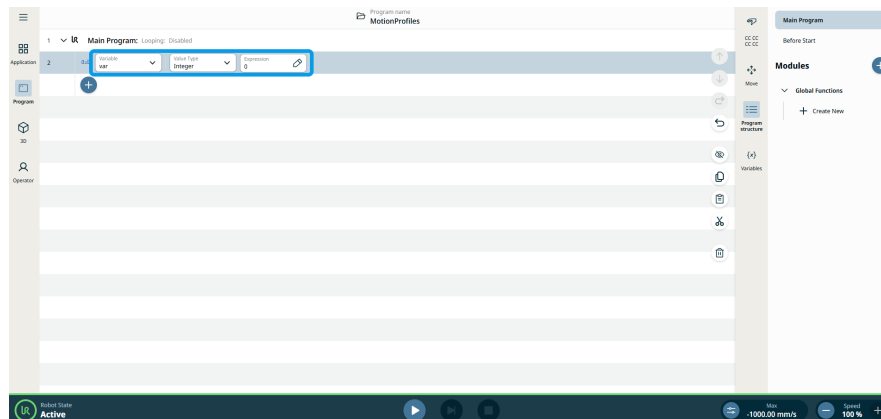 Program name
MotionProfiles
Application
Program
3D
Operator
1 Main Program: Looping: Disabled
2
Variable
var
Value Type
Integer
Expression
0
CC CC
CC CC
Move
Program
structure
{x}
Variables
Main Program
Before Start
Modules
Global Functions
Create New
UR
Robot State
Active
Max
-1000.00 mm/s
Speed
100 %